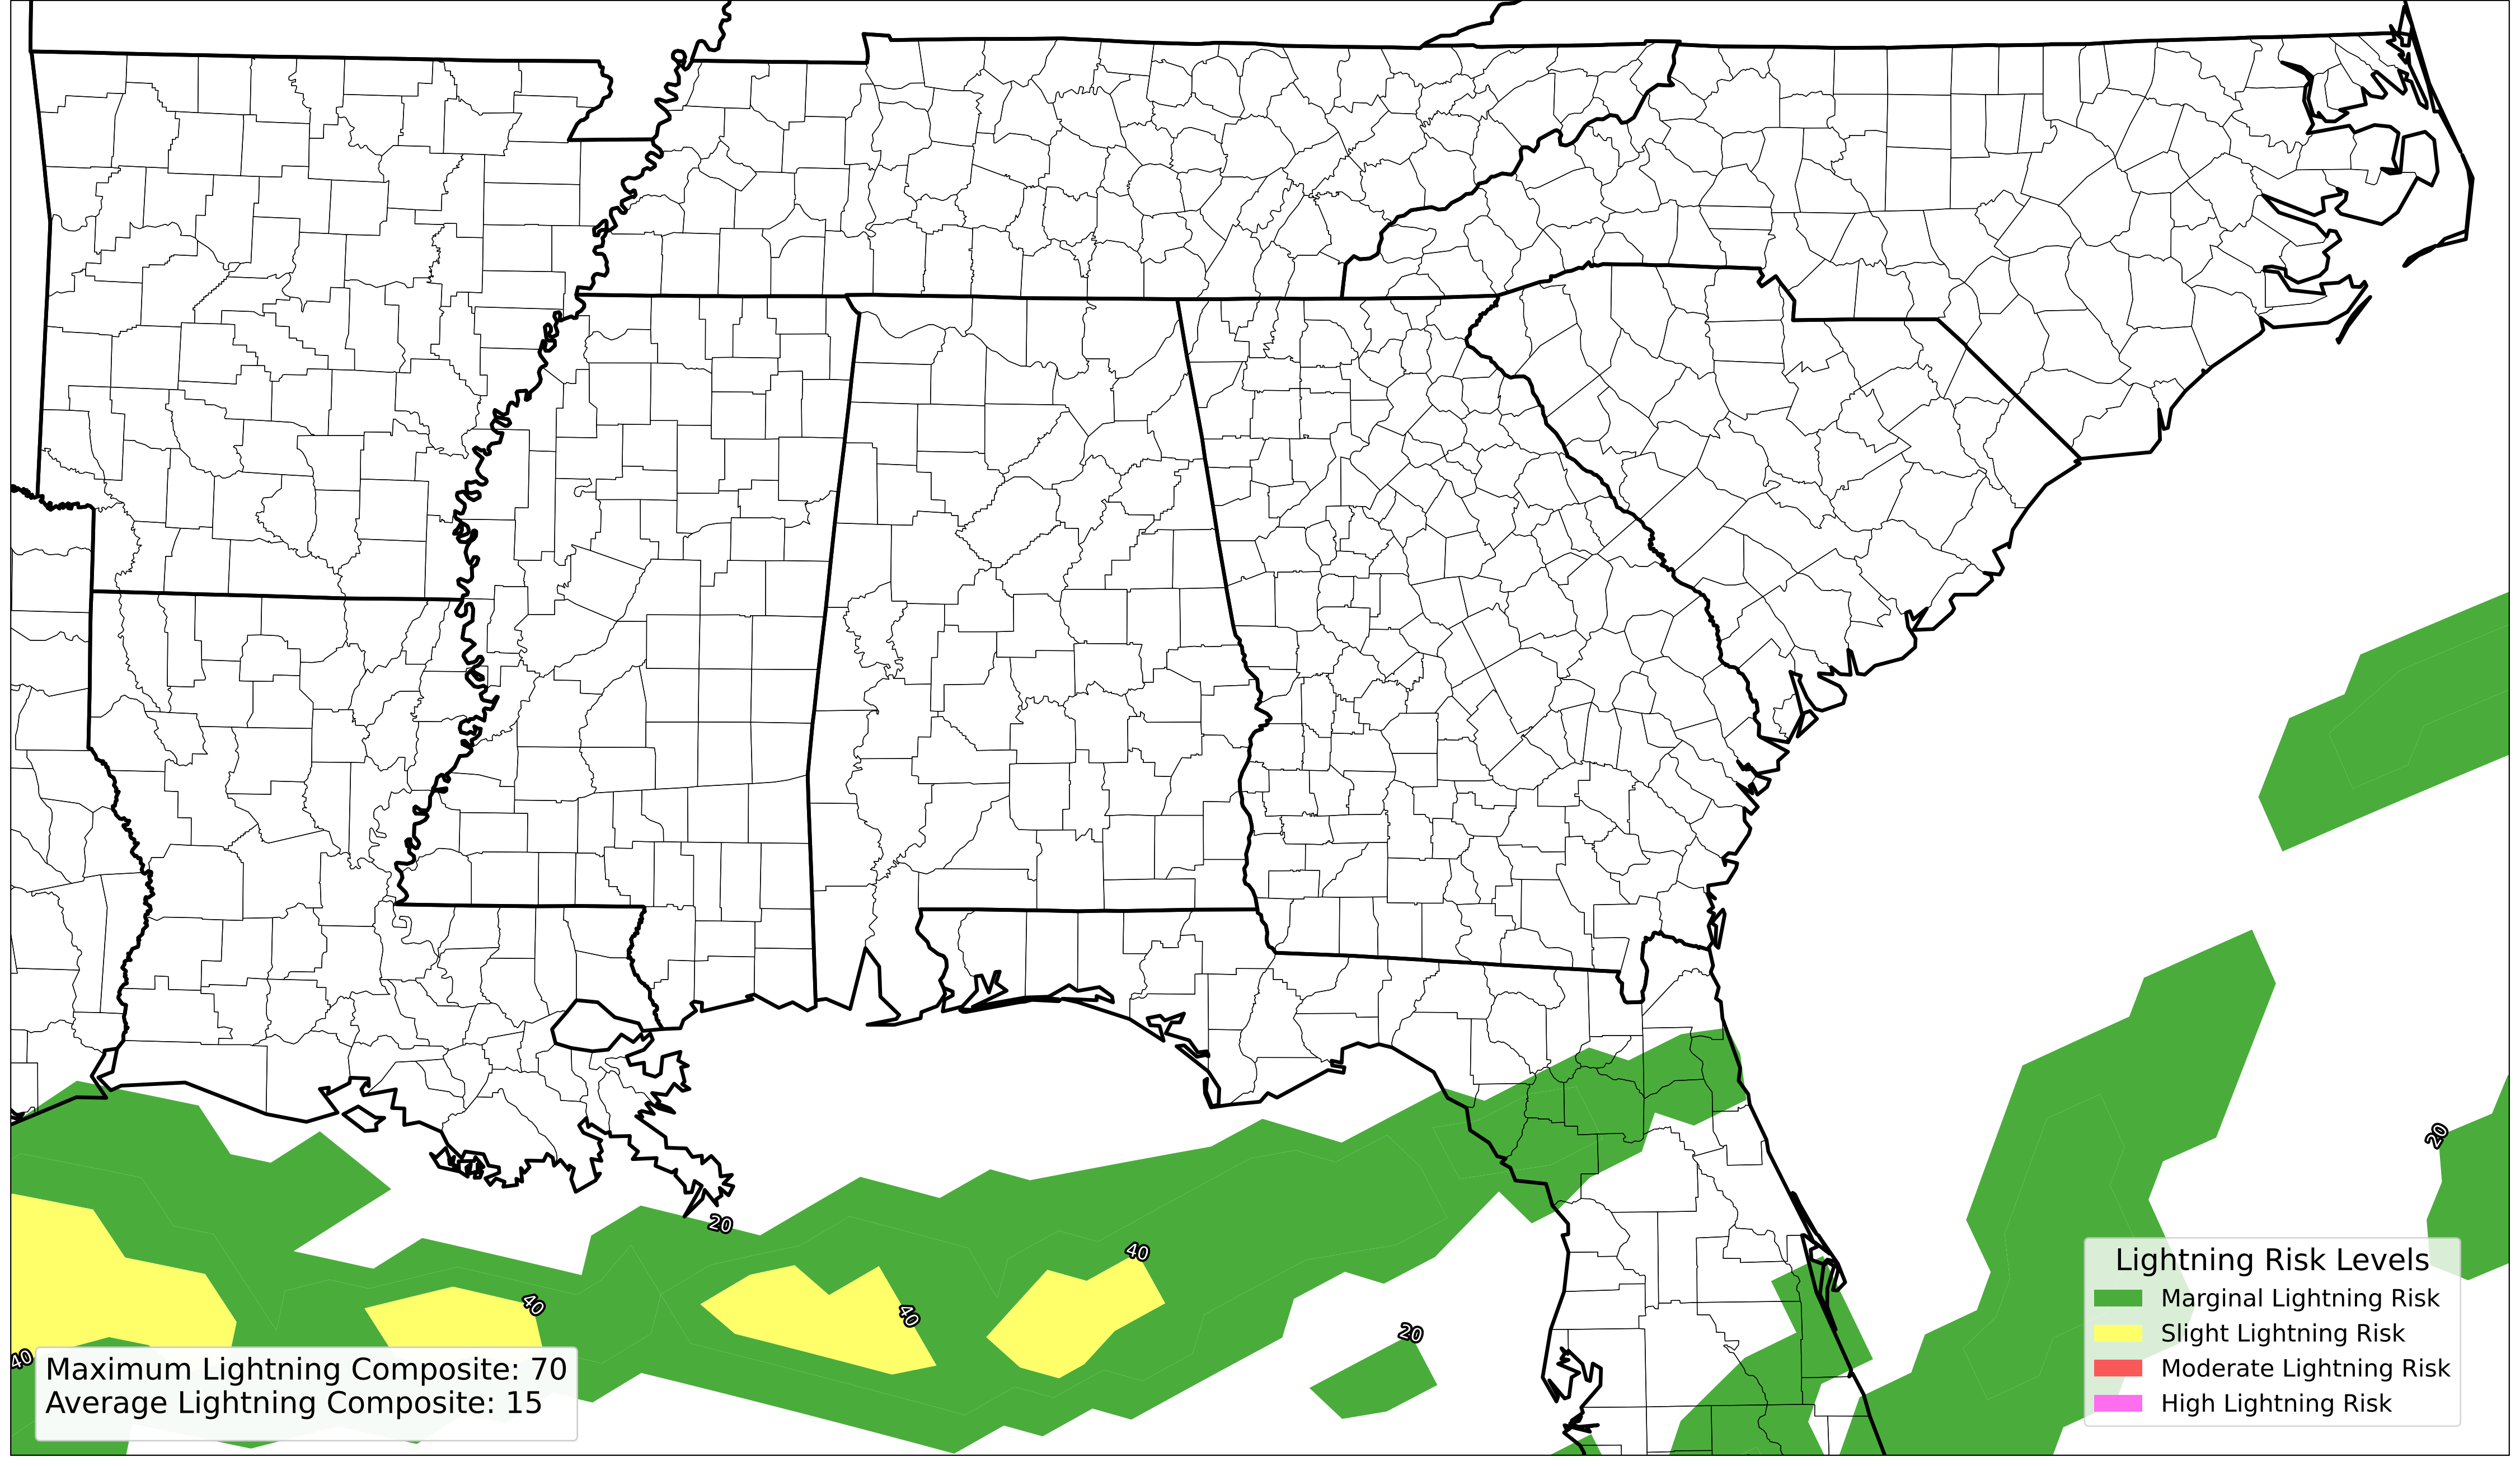 20
20
40
40
40
20
40
Maximum Lightning Composite: 70
Average Lightning Composite: 15
Lightning Risk Levels
Marginal Lightning Risk
Slight Lightning Risk
Moderate Lightning Risk
High Lightning Risk